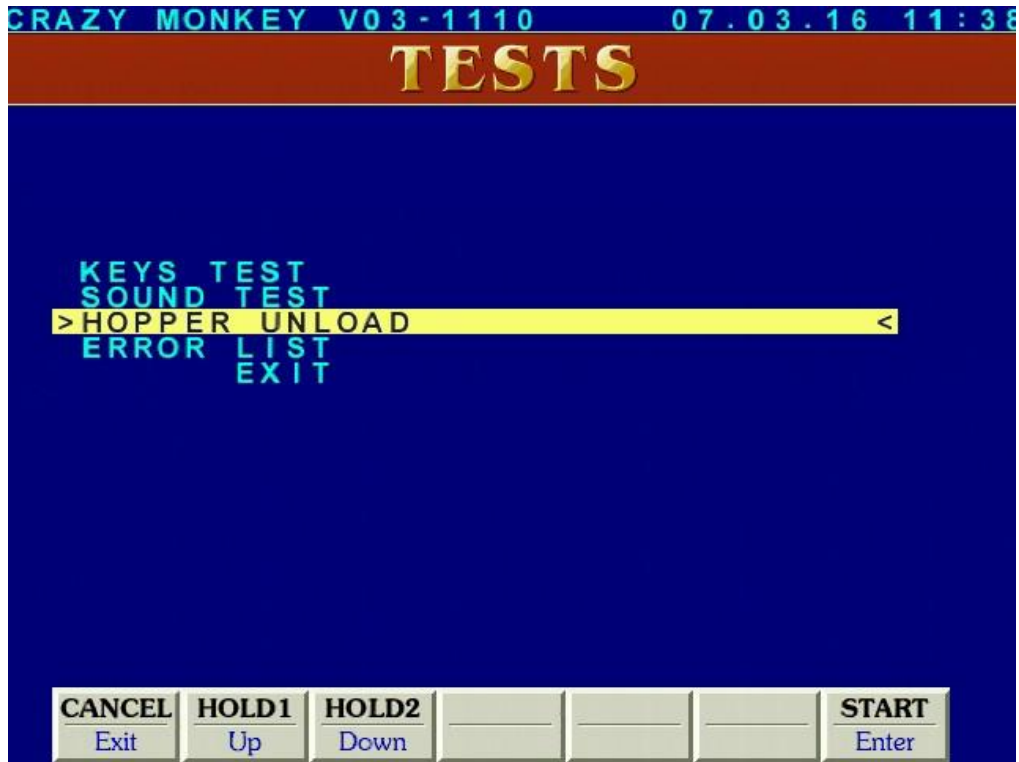 CRAZY MONKEY V03-1110 07.03.16 11:38
TESTS
KEYS TEST
SOUND TEST
>HOPPER UNLOAD <
ERROR LIST
EXIT
CANCEL HOLD1 HOLD2 START
Exit Up Down Enter